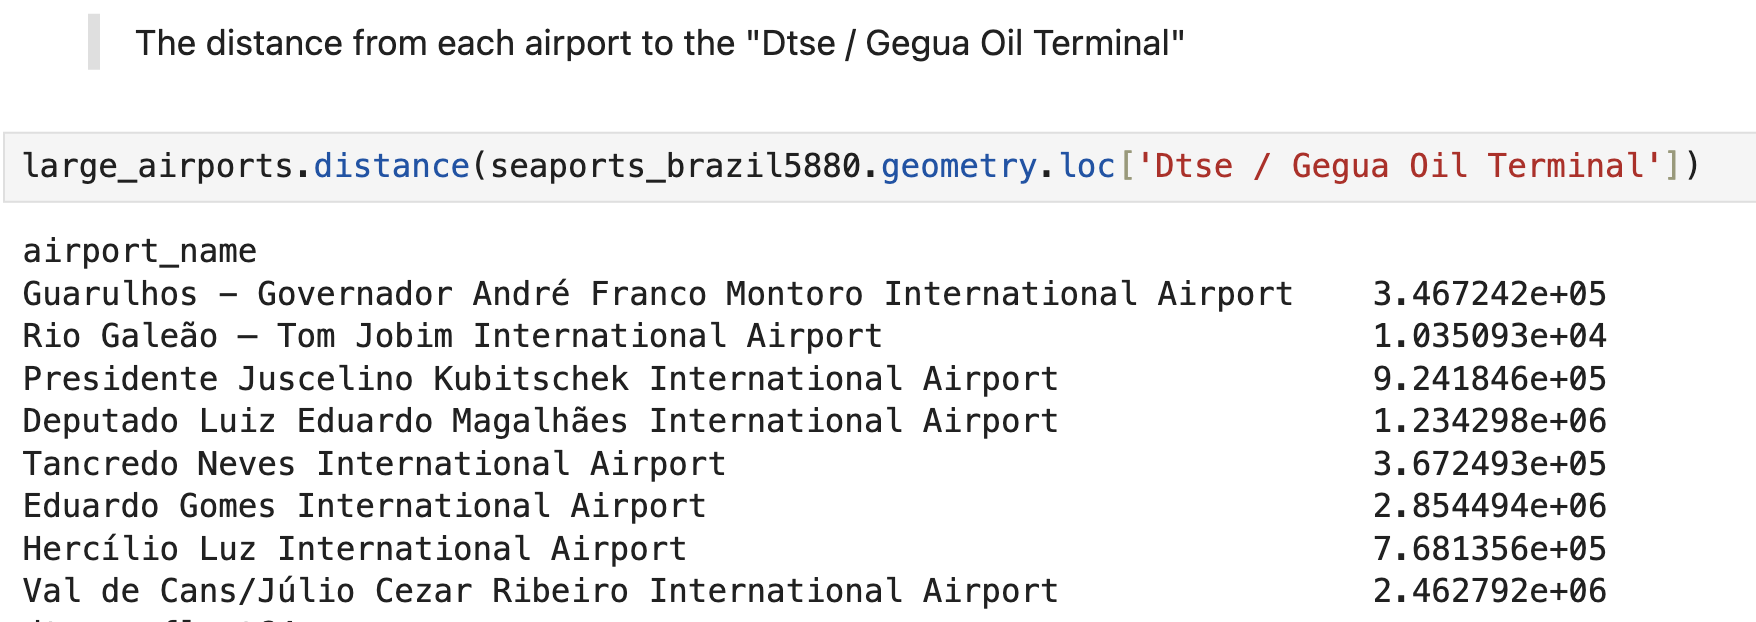 The distance from each airport to the "Dtse / Gegua Oil Terminal"
large_airports.distance(seaports_brazil5880.geometry.loc['Dtse / Gegua Oil Terminal'])
airport_name
Guarulhos - Governador André Franco Montoro International Airport    3.467242e+05
Rio Galeão – Tom Jobim International Airport    1.035093e+04
Presidente Juscelino Kubitschek International Airport    9.241846e+05
Deputado Luiz Eduardo Magalhães International Airport    1.234298e+06
Tancredo Neves International Airport    3.672493e+05
Eduardo Gomes International Airport    2.854494e+06
Hercílio Luz International Airport    7.681356e+05
Val de Cans/Júlio Cezar Ribeiro International Airport    2.462792e+06